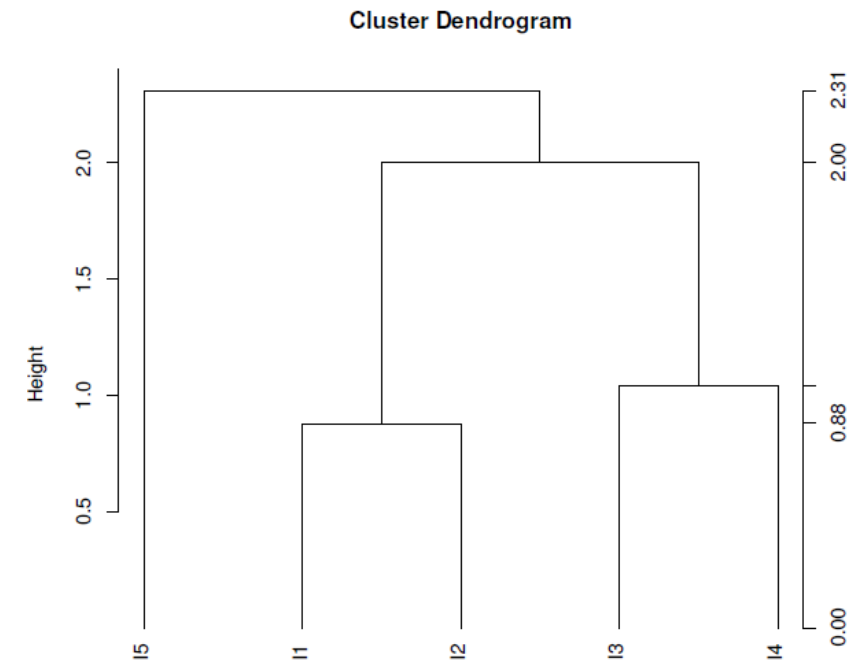 Cluster Dendrogram
Height
0.5
1.0
1.5
2.0
0.00
0.88
2.00
2.31
I5
I1
I2
I3
I4